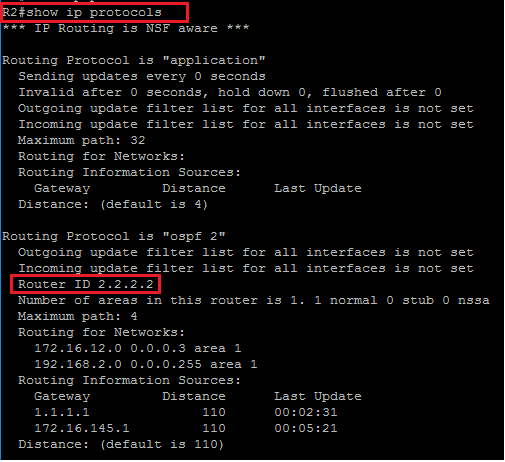 R2#show ip protocols
*** IP Routing is NSF aware ***
Routing Protocol is "application"
Sending updates every 0 seconds
Invalid after 0 seconds, hold down 0, flushed after 0
Outgoing update filter list for all interfaces is not set
Incoming update filter list for all interfaces is not set
Maximum path: 32
Routing for Networks:
Routing Information Sources:
Gateway Distance Last Update
Distance: (default is 4)
Routing Protocol is "ospf 2"
Outgoing update filter list for all interfaces is not set
Incoming update filter list for all interfaces is not set
Router ID 2.2.2.2
Number of areas in this router is 1. 1 normal 0 stub 0 nssa
Maximum path: 4
Routing for Networks:
172.16.12.0 0.0.0.3 area 1
192.168.2.0 0.0.0.255 area 1
Routing Information Sources:
Gateway Distance Last Update
1.1.1.1 110 00:02:31
172.16.145.1 110 00:05:21
Distance: (default is 110)